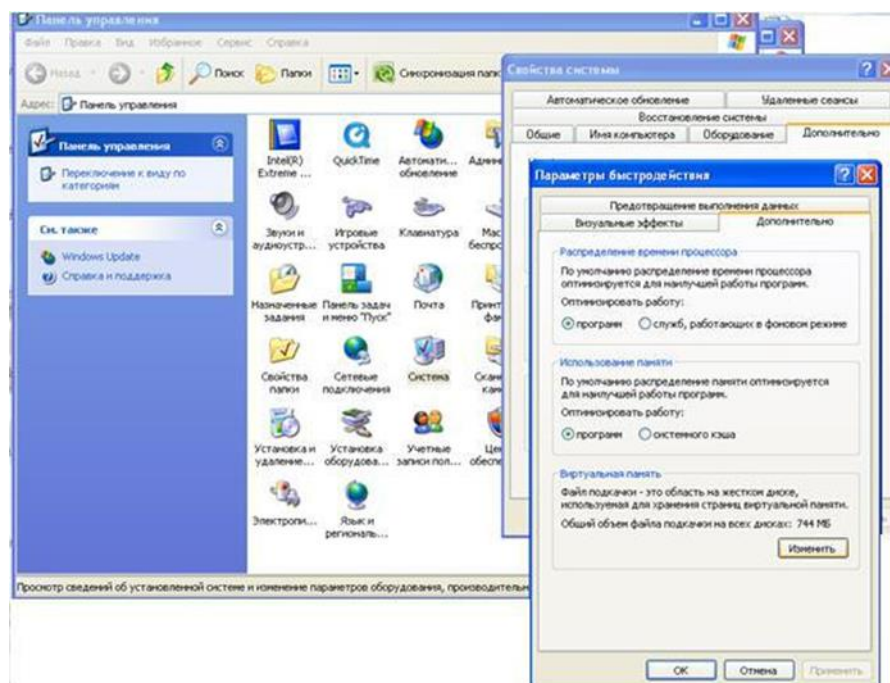 Панель управления
Файл Правка Вид Избранное Сервис Справка
Назад
Поиск
Папки
Синхронизация папк
Адрес: Панель управления
Панель управления
Переключение к виду по
категориям
См. также
Windows Update
Справка и поддержка
Intel(R)
Extreme ...
QuickTime
Автомати...
обновление
Звуки и
аудиоустр...
Игровые
устройства
Клавиатура
Назначенные
задания
Панель задач
и меню "Пуск"
Почта
Свойства
папки
Сетевые
подключения
Система
Установка и
удаление...
Установка
оборудова...
Учетные
записи пол...
Электропи...
Язык и
региональ...
Просмотр сведений об установленной системе и изменение параметров оборудования, производительн
Свойства системы
Автоматическое обновление
Удаленные сеансы
Восстановление системы
Общие
Имя компьютера
Оборудование
Дополнительно
Параметры быстродействия
Предотвращение выполнения данных
Визуальные эффекты
Дополнительно
Распределение времени процессора
По умолчанию распределение времени процессора
оптимизируется для наилучшей работы программ.
Оптимизировать работу:
программ
служб, работающих в фоновом режиме
Использование памяти
По умолчанию распределение памяти оптимизируется
для наилучшей работы программ.
Оптимизировать работу:
программ
системного кэша
Виртуальная память
Файл подкачки - это область на жестком диске,
используемая для хранения страниц виртуальной памяти.
Общий объем файла подкачки на всех дисках: 744 МБ
Изменить
ОК
Отмена
Применить